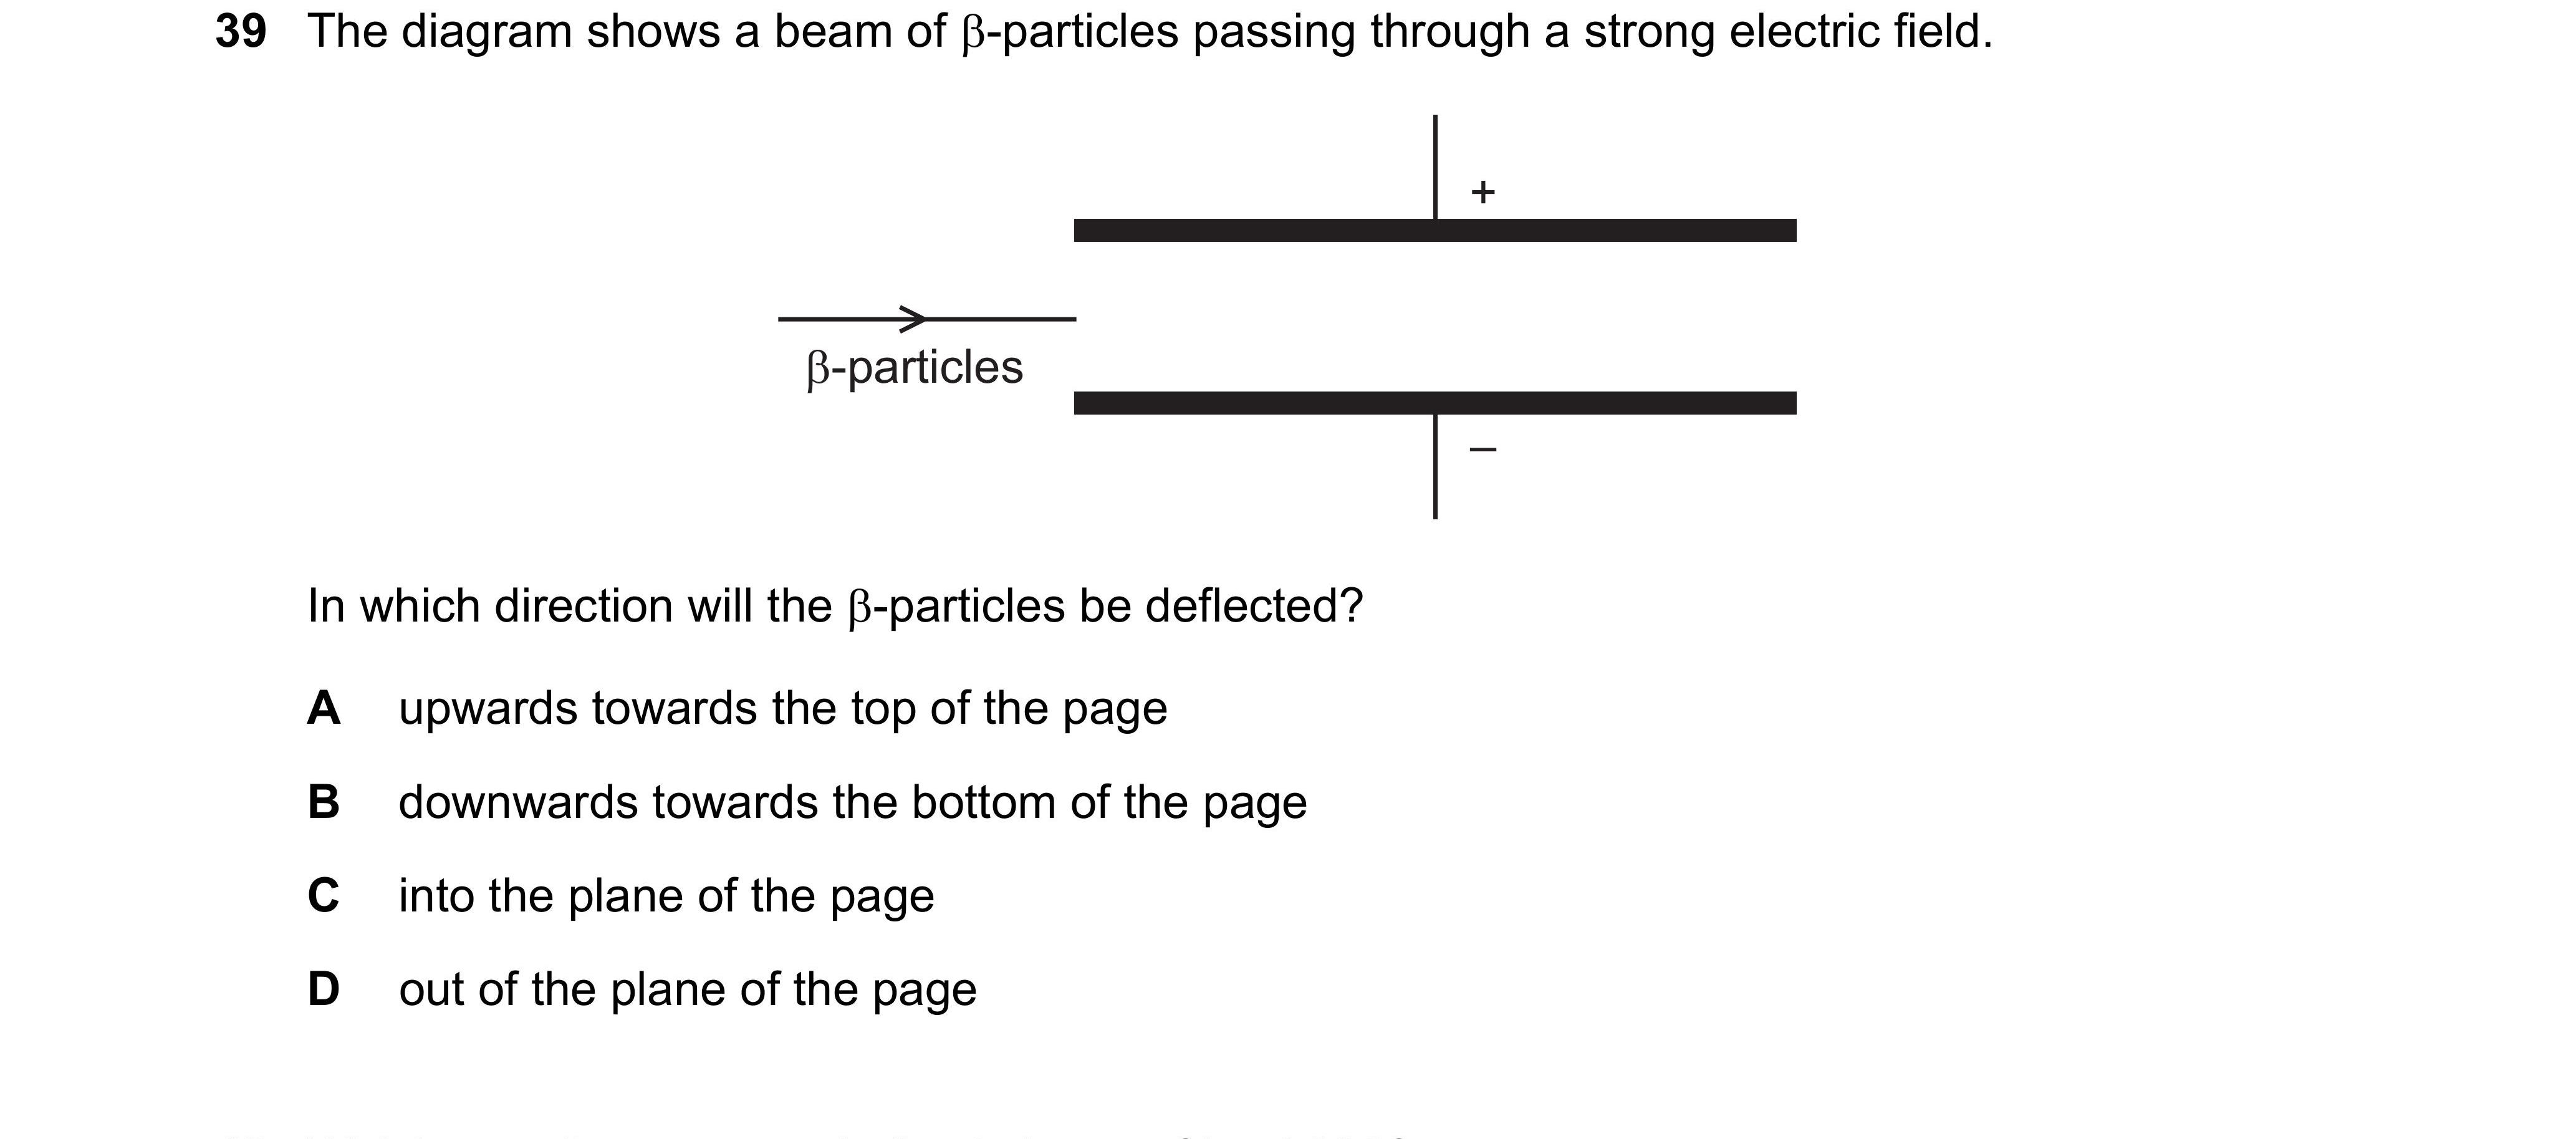 39 The diagram shows a beam of β-particles passing through a strong electric field.
+
β-particles
–
In which direction will the β-particles be deflected?
A upwards towards the top of the page
B downwards towards the bottom of the page
C into the plane of the page
D out of the plane of the page